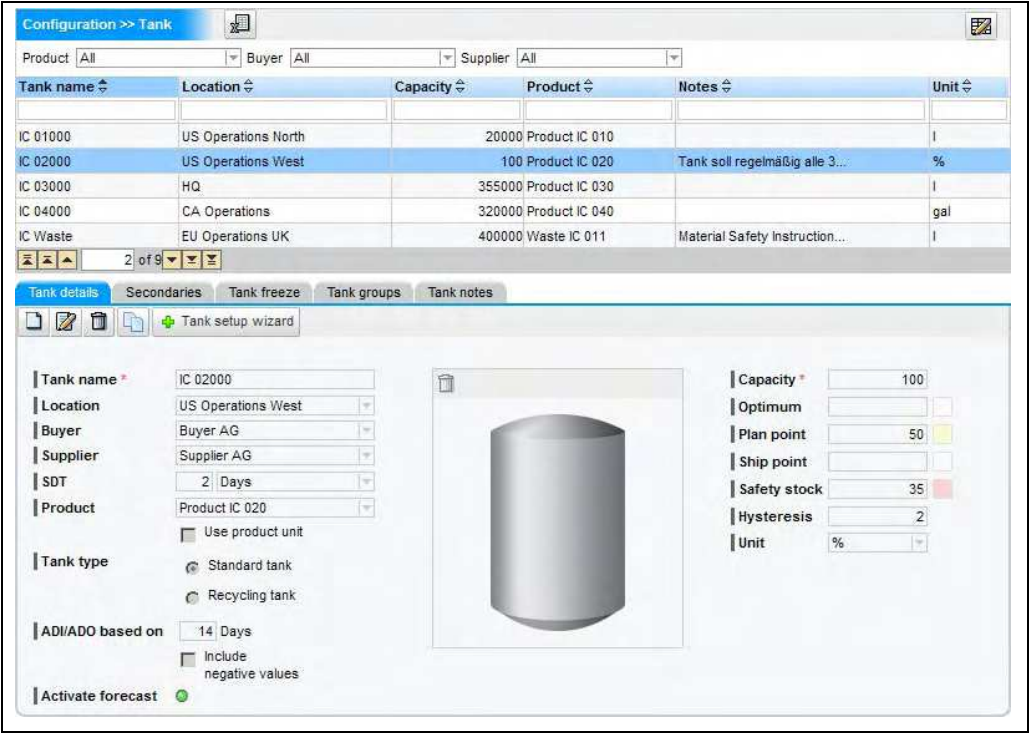 Configuration >> Tank
Product All Buyer All Supplier All
Tank name Location Capacity Product Notes Unit
IC 01000 US Operations North 20000 Product IC 010 l
IC 02000 US Operations West 100 Product IC 020 Tank soll regelmäßig alle 3... %
IC 03000 HQ 355000 Product IC 030 l
IC 04000 CA Operations 320000 Product IC 040 gal
IC Waste EU Operations UK 400000 Waste IC 011 Material Safety Instruction... l
2 of 9
Tank details Secondaries Tank freeze Tank groups Tank notes
Tank setup wizard
Tank name * IC 02000
Location US Operations West
Buyer Buyer AG
Supplier Supplier AG
SDT 2 Days
Product Product IC 020
Use product unit
Tank type Standard tank
Recycling tank
ADI/ADO based on 14 Days
Include
negative values
Activate forecast
Capacity * 100
Optimum
Plan point 50
Ship point
Safety stock 35
Hysteresis 2
Unit %